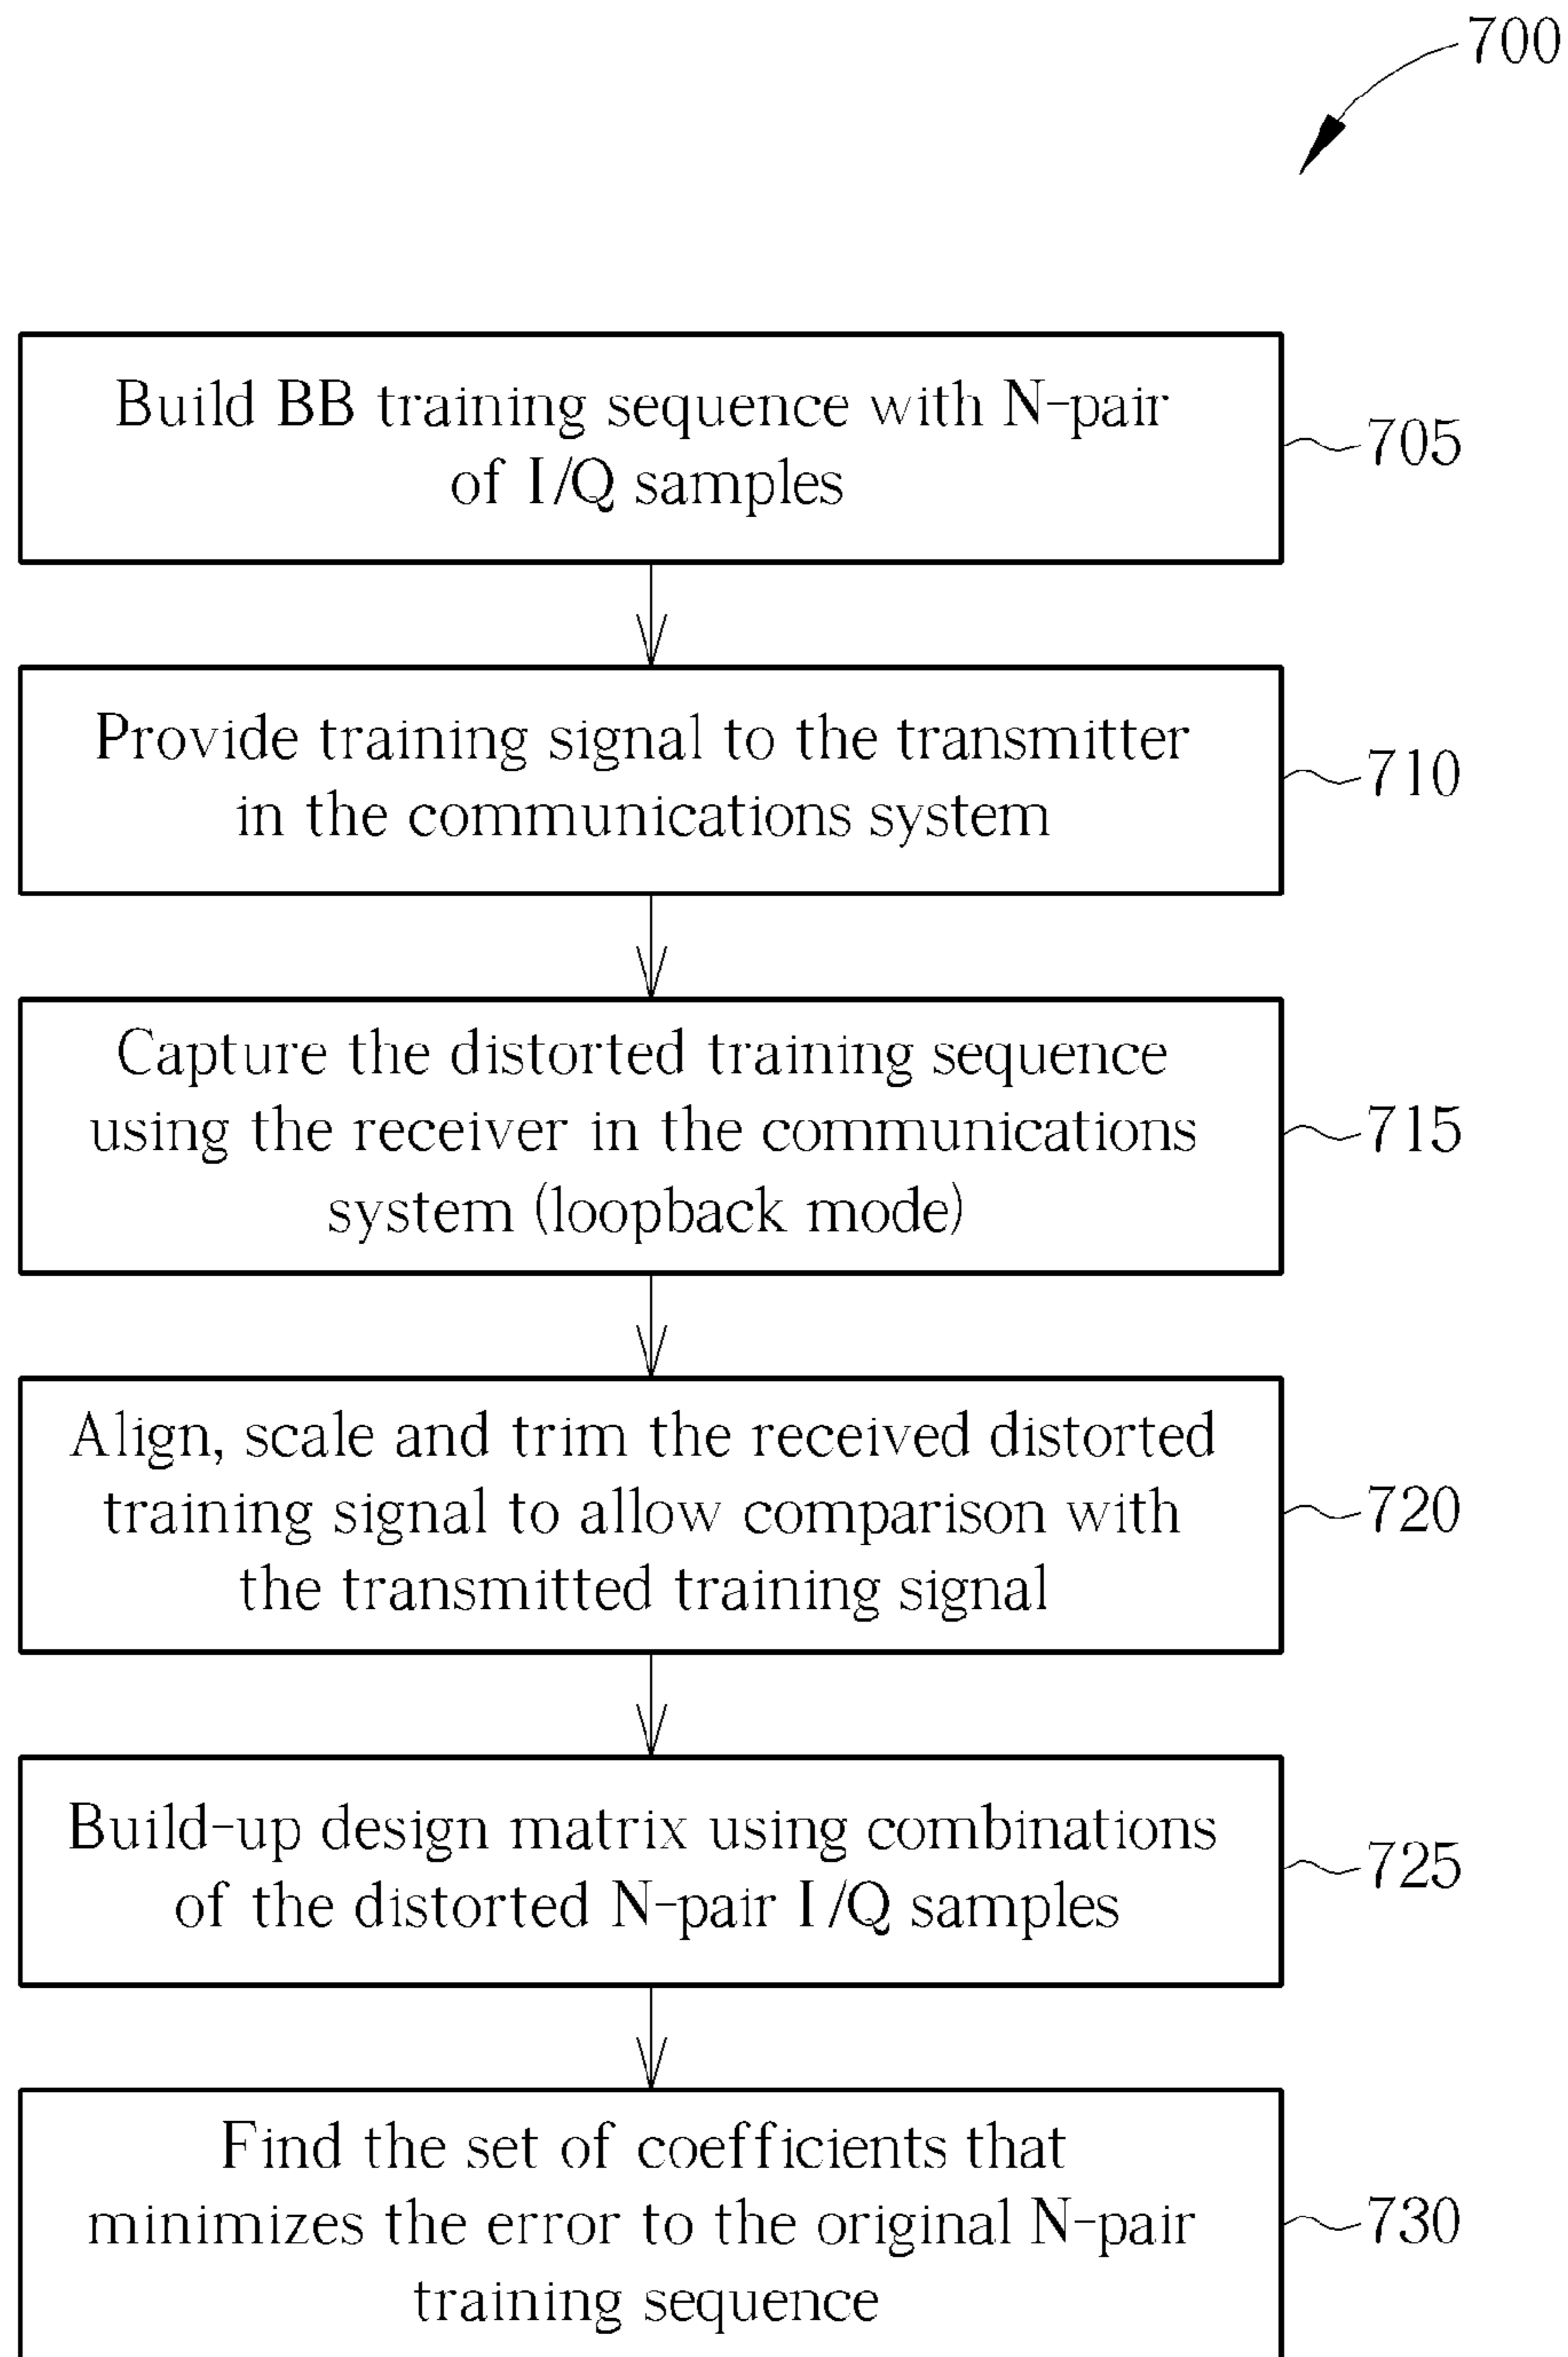 700
Build BB training sequence with N-pair
of I/Q samples
705
Provide training signal to the transmitter
in the communications system
710
Capture the distorted training sequence
using the receiver in the communications
system (loopback mode)
715
Align, scale and trim the received distorted
training signal to allow comparison with
the transmitted training signal
720
Build-up design matrix using combinations
of the distorted N-pair I/Q samples
725
Find the set of coefficients that
minimizes the error to the original N-pair
training sequence
730